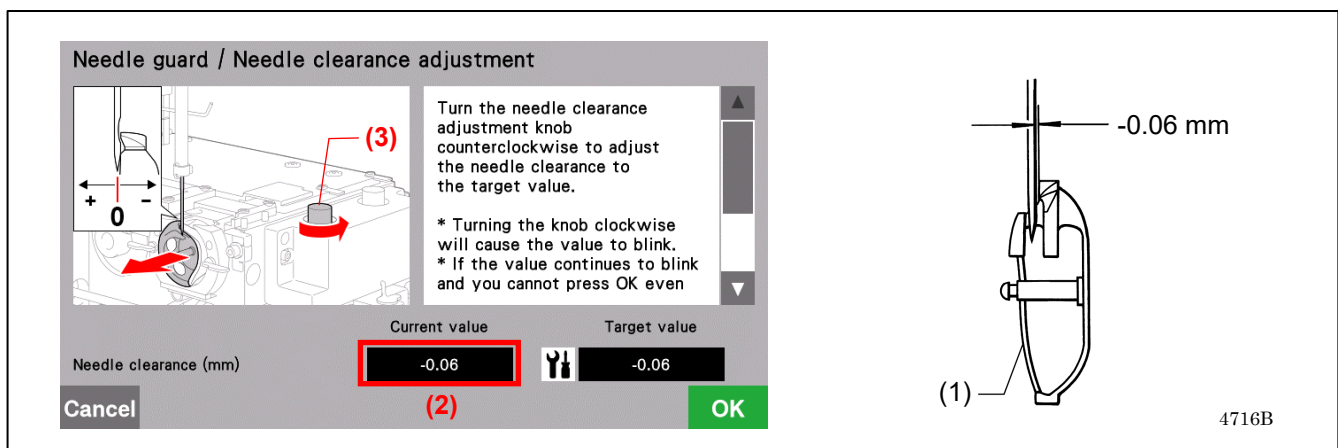 Needle guard / Needle clearance adjustment
+ 0 -
(3)
Turn the needle clearance
adjustment knob
counterclockwise to adjust
the needle clearance to
the target value.
* Turning the knob clockwise
will cause the value to blink.
* If the value continues to blink
and you cannot press OK even
Current value
Target value
Needle clearance (mm)
-0.06
-0.06
Cancel
(2)
OK
-0.06 mm
(1)
4716B